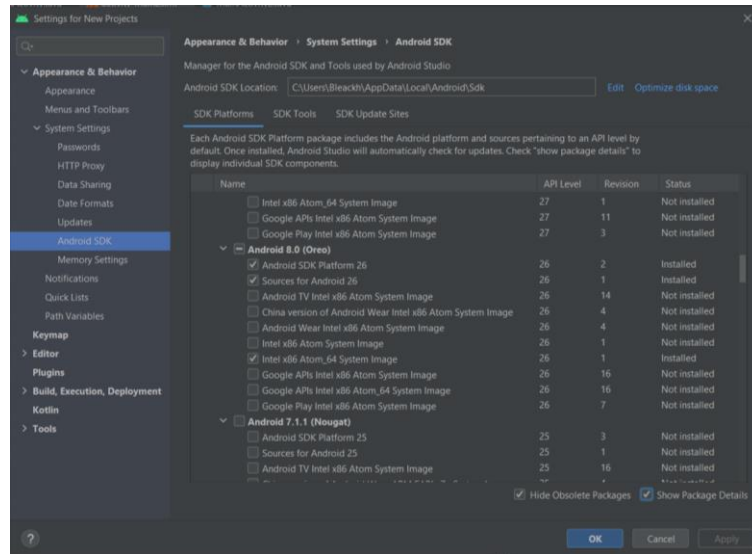 Settings for New Projects
Appearance & Behavior › System Settings › Android SDK
Manager for the Android SDK and Tools used by Android Studio
Android SDK Location: C:\Users\Bleackh\AppData\Local\Android\Sdk Edit Optimize disk space
Appearance & Behavior
Appearance
Menus and Toolbars
System Settings
Passwords
HTTP Proxy
Data Sharing
Date Formats
Updates
Android SDK
Memory Settings
Notifications
Quick Lists
Path Variables
Keymap
Editor
Plugins
Build, Execution, Deployment
Kotlin
Tools
SDK Platforms SDK Tools SDK Update Sites
Each Android SDK Platform package includes the Android platform and sources pertaining to an API level by
default. Once installed, Android Studio will automatically check for updates. Check "show package details" to
display individual SDK components.
Name API Level Revision Status
Intel x86 Atom_64 System Image 27 1 Not installed
Google APIs Intel x86 Atom System Image 27 11 Not installed
Google Play Intel x86 Atom System Image 27 3 Not installed
Android 8.0 (Oreo)
Android SDK Platform 26 26 2 Installed
Sources for Android 26 26 1 Installed
Android TV Intel x86 Atom System Image 26 14 Not installed
China version of Android Wear Intel x86 Atom System Image 26 4 Not installed
Android Wear Intel x86 Atom System Image 26 4 Not installed
Intel x86 Atom System Image 26 1 Not installed
Intel x86 Atom_64 System Image 26 1 Installed
Google APIs Intel x86 Atom System Image 26 16 Not installed
Google APIs Intel x86 Atom_64 System Image 26 16 Not installed
Google Play Intel x86 Atom System Image 26 7 Not installed
Android 7.1.1 (Nougat)
Android SDK Platform 25 25 3 Not installed
Sources for Android 25 25 1 Not installed
Android TV Intel x86 Atom System Image 25 16 Not installed
Hide Obsolete Packages Show Package Details
? OK Cancel Apply